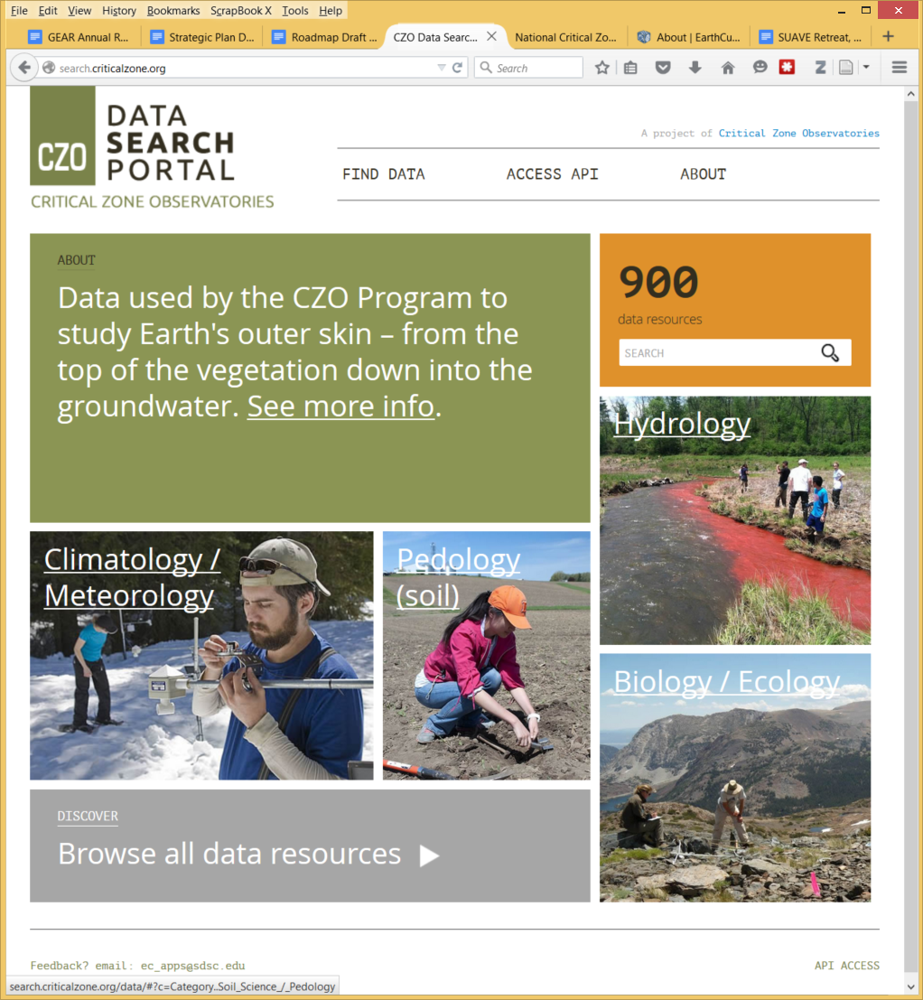 File Edit View History Bookmarks ScrapBook X Tools Help
GEAR Annual R... Strategic Plan D... Roadmap Draft ... CZO Data Searc... National Critical Zo... About | EarthCu... SUAVE Retreat, ...
search.criticalzone.org Search
CZO
DATA
SEARCH
PORTAL
CRITICAL ZONE OBSERVATORIES
A project of Critical Zone Observatories
FIND DATA ACCESS API ABOUT
ABOUT
Data used by the CZO Program to
study Earth's outer skin – from the
top of the vegetation down into the
groundwater. See more info.
900
data resources
SEARCH
Hydrology
Climatology /
Meteorology
Pedology
(soil)
Biology / Ecology
DISCOVER
Browse all data resources
Feedback? email: ec_apps@sdsc.edu
API ACCESS
search.criticalzone.org/data/#?c=Category..Soil_Science_/_Pedology